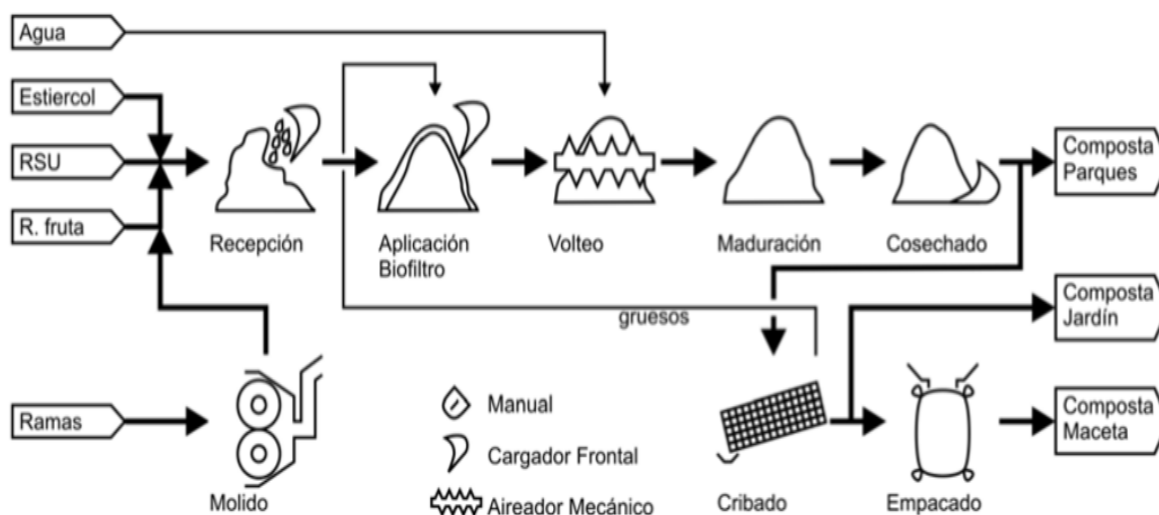 Agua
Estiercol
RSU
R. fruta
Recepción
Aplicación
Biofiltro
Volteo
Maduración
Cosechado
Composta
Parques
gruesos
Composta
Jardín
Ramas
Molido
Manual
Cargador Frontal
Aireador Mecánico
Cribado
Empacado
Composta
Maceta